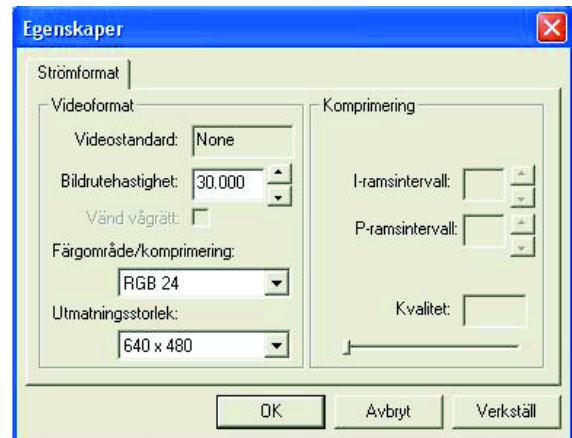 Egenskaper
Strömformat
Videoformat
Videostandard: None
Bildrutehastighet: 30.000
Vänd vågrätt:
Färgområde/komprimering:
RGB 24
Utmatningsstorlek:
640 x 480
Komprimering
I-ramsintervall:
P-ramsintervall:
Kvalitet:
OK Avbryt Verkställ